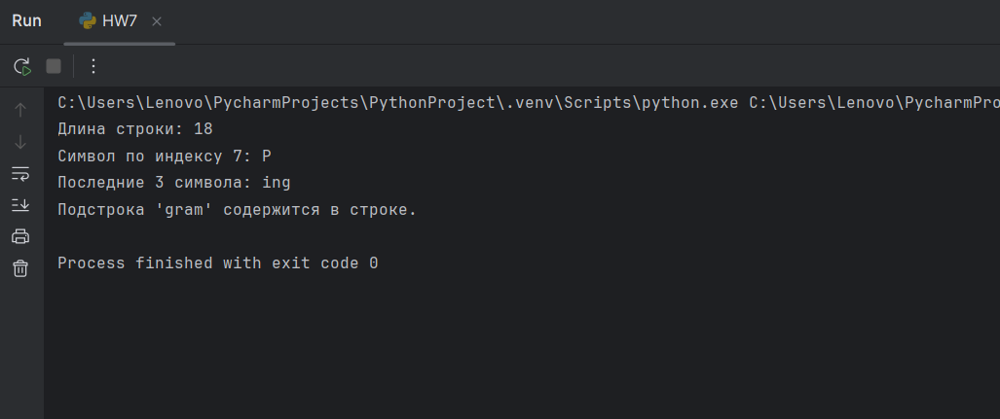 Run HW7
C:\Users\Lenovo\PycharmProjects\PythonProject\.venv\Scripts\python.exe C:\Users\Lenovo\PycharmPro
Длина строки: 18
Символ по индексу 7: P
Последние 3 символа: ing
Подстрока 'gram' содержится в строке.
Process finished with exit code 0